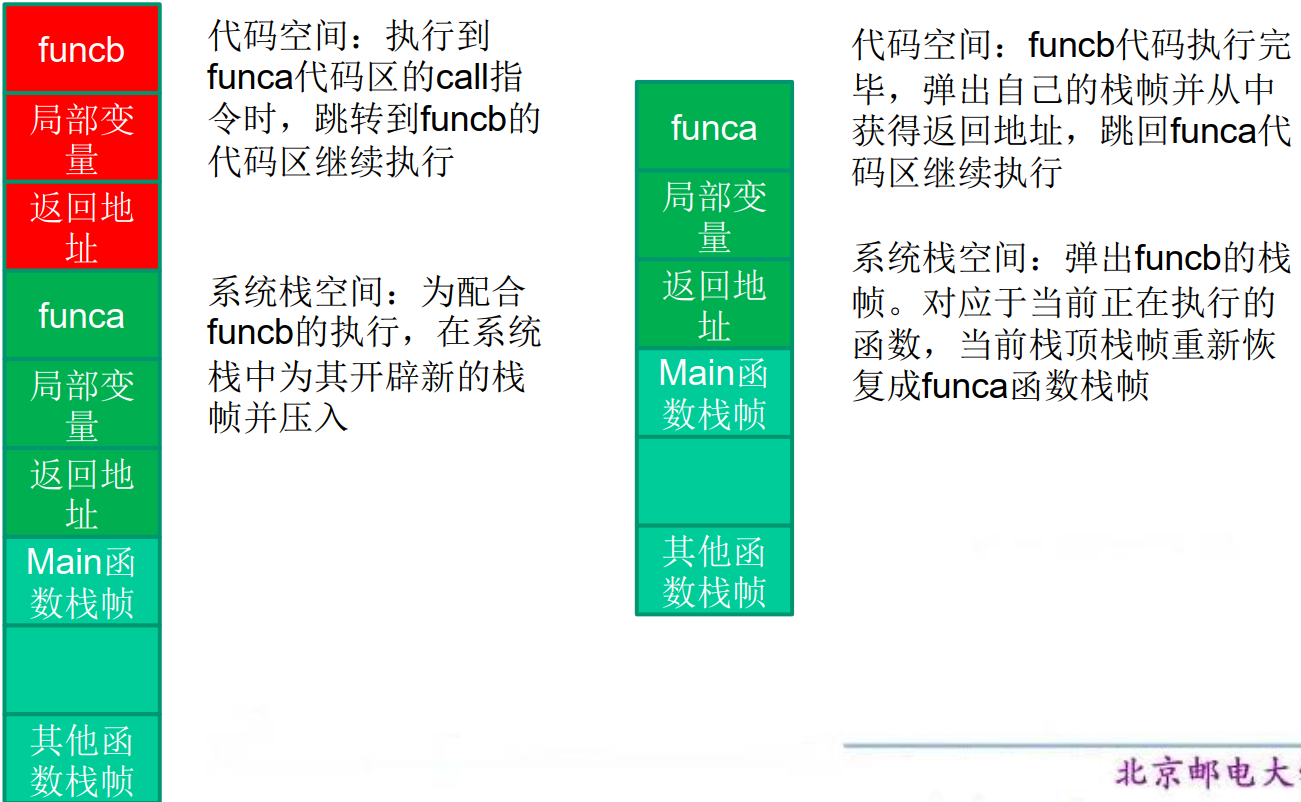 funcb
局部变
量
返回地
址
funca
局部变
量
返回地
址
Main函
数栈帧
其他函
数栈帧
代码空间：执行到
funca代码区的call指
令时，跳转到funcb的
代码区继续执行
系统栈空间：为配合
funcb的执行，在系统
栈中为其开辟新的栈
帧并压入
funca
局部变
量
返回地
址
Main函
数栈帧
其他函
数栈帧
代码空间：funcb代码执行完
毕，弹出自己的栈帧并从中
获得返回地址，跳回funca代
码区继续执行
系统栈空间：弹出funcb的栈
帧。对应于当前正在执行的
函数，当前栈顶栈帧重新恢
复成funca函数栈帧
北京邮电大